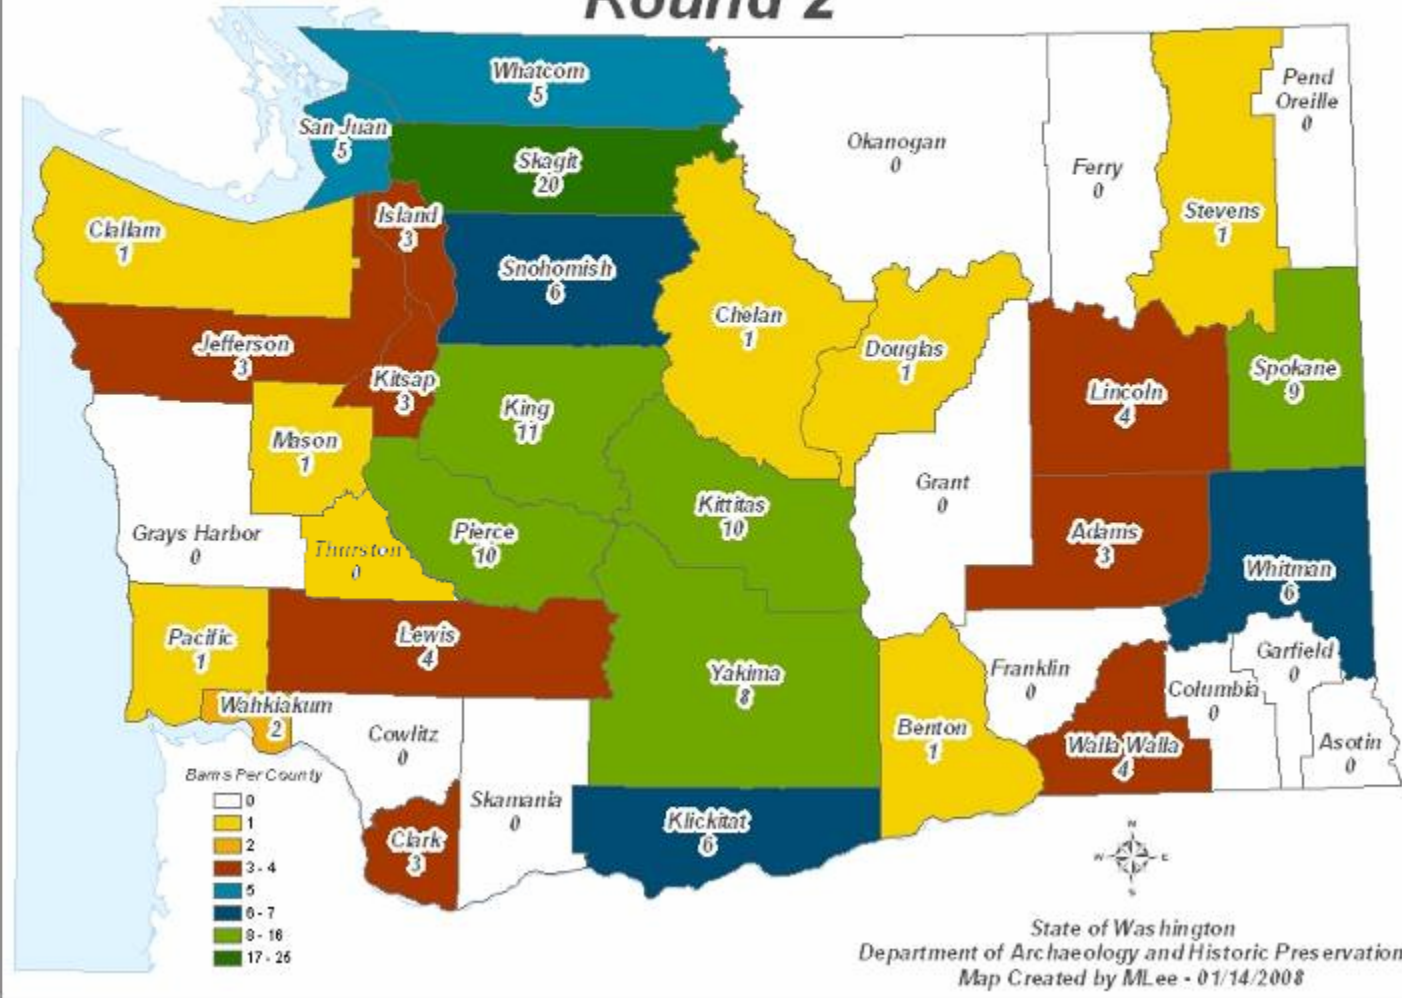 Round 2
Whatcom
5
San Juan
5
Skagit
20
Okanogan
0
Ferry
0
Stevens
1
Pend
Oreille
0
Clallam
1
Island
3
Snohomish
6
Chelan
1
Douglas
1
Jefferson
3
Kitsap
3
King
11
Lincoln
4
Spokane
9
Mason
1
Grays Harbor
0
Thurston
0
Pierce
10
Kittitas
10
Grant
0
Adams
3
Whitman
6
Pacific
1
Lewis
4
Yakima
8
Franklin
0
Garfield
0
Columbia
0
Wahkiakum
2
Cowlitz
0
Benton
1
Walla Walla
4
Asotin
0
Skamania
0
Clark
3
Klickitat
6
Barns Per County
0
1
2
3 - 4
5
6 - 7
8 - 16
17 - 25
N
W
E
S
State of Washington
Department of Archaeology and Historic Preservation
Map Created by MLee - 01/14/2008